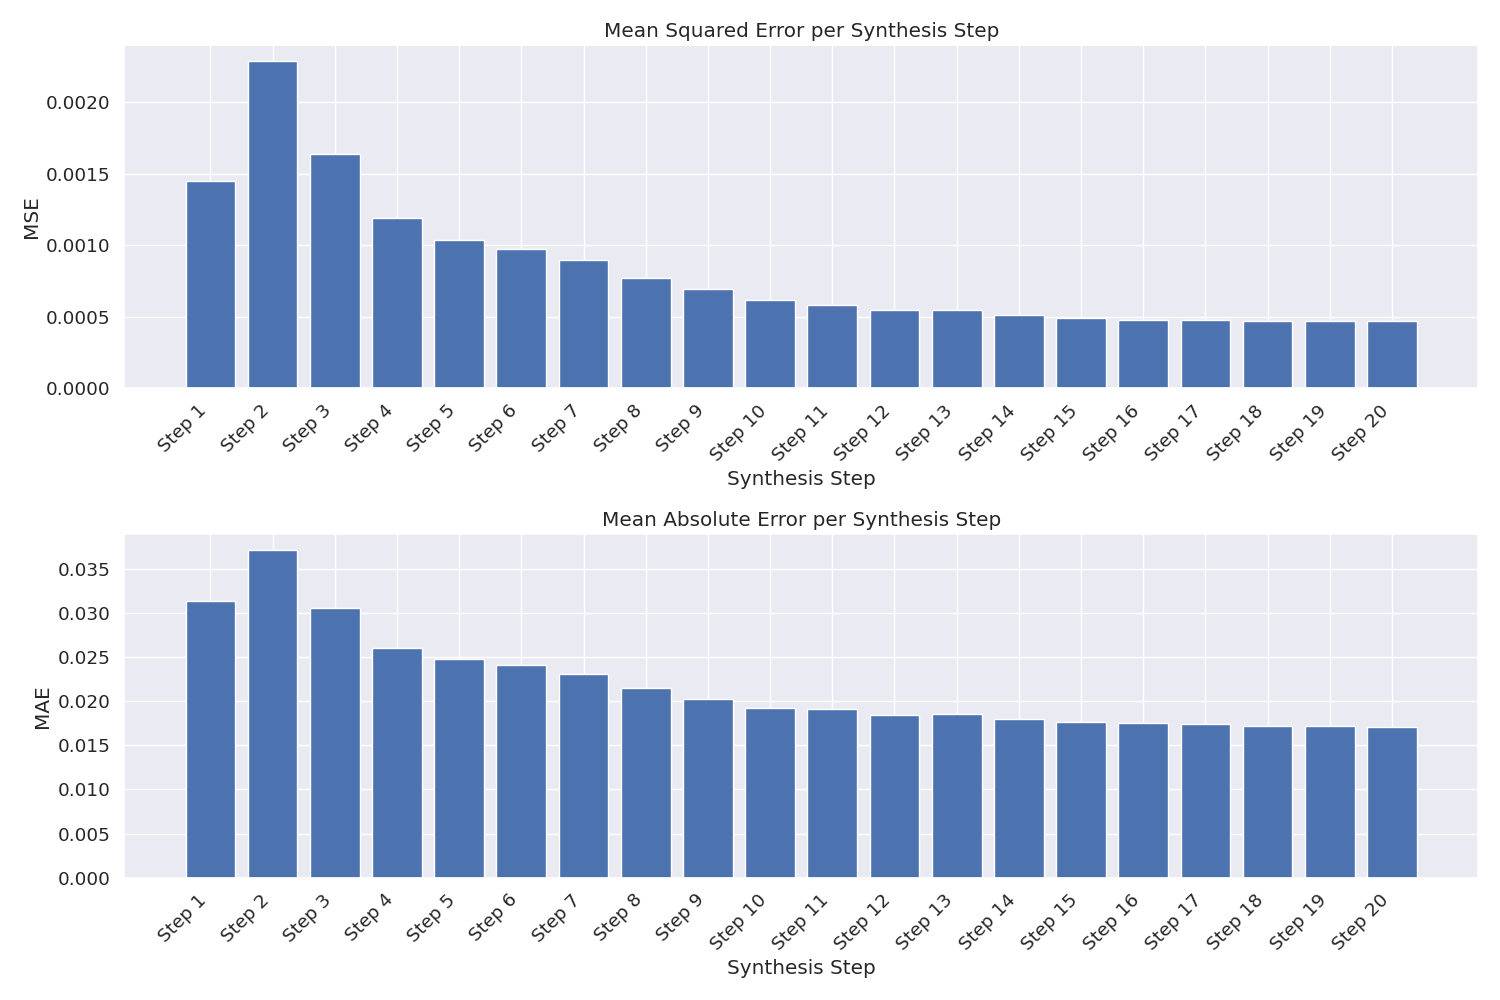 Mean Squared Error per Synthesis Step
MSE
0.0020
0.0015
0.0010
0.0005
0.0000
Step 1 Step 2 Step 3 Step 4 Step 5 Step 6 Step 7 Step 8 Step 9 Step 10 Step 11 Step 12 Step 13 Step 14 Step 15 Step 16 Step 17 Step 18 Step 19 Step 20
Synthesis Step
Mean Absolute Error per Synthesis Step
MAE
0.035
0.030
0.025
0.020
0.015
0.010
0.005
0.000
Step 1 Step 2 Step 3 Step 4 Step 5 Step 6 Step 7 Step 8 Step 9 Step 10 Step 11 Step 12 Step 13 Step 14 Step 15 Step 16 Step 17 Step 18 Step 19 Step 20
Synthesis Step